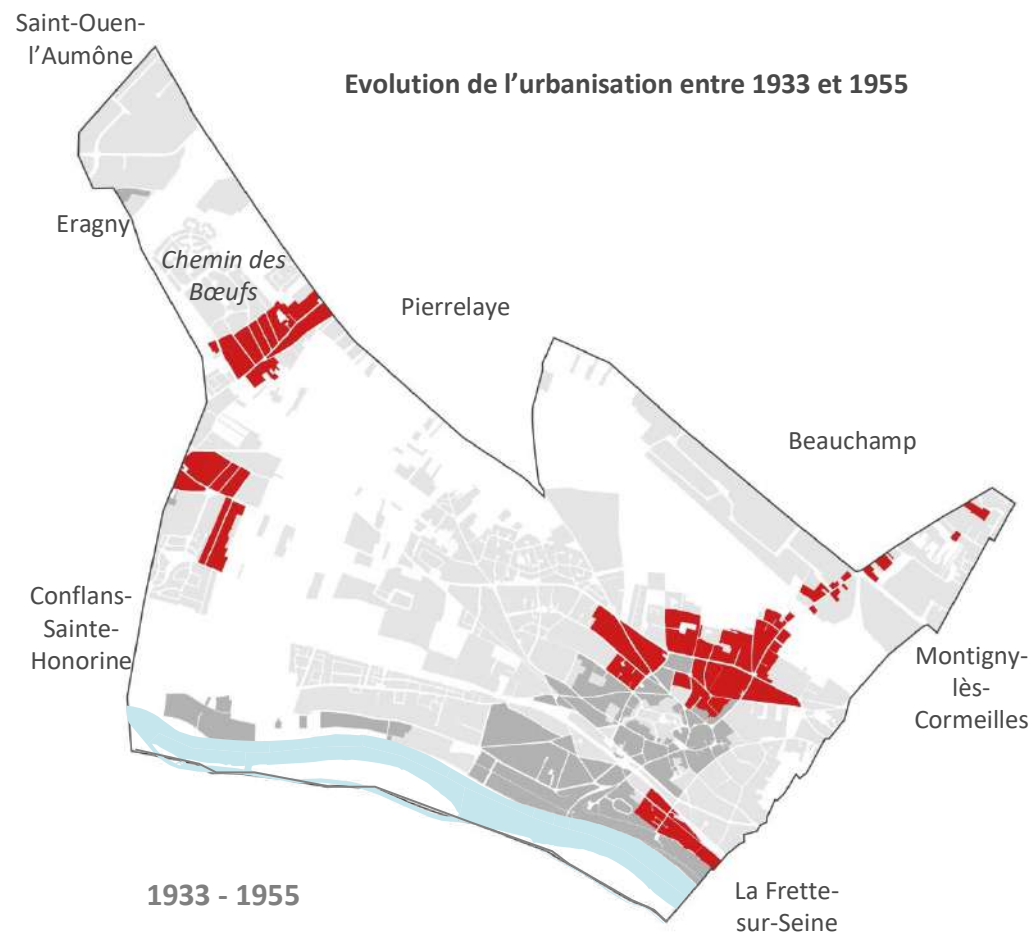 Saint-Ouen-
l’Aumône
Evolution de l’urbanisation entre 1933 et 1955
Eragny
Chemin des
Bœufs
Pierrelaye
Beauchamp
Conflans-
Sainte-
Honorine
Montigny-
lès-
Cormeilles
1933 - 1955
La Frette-
sur-Seine